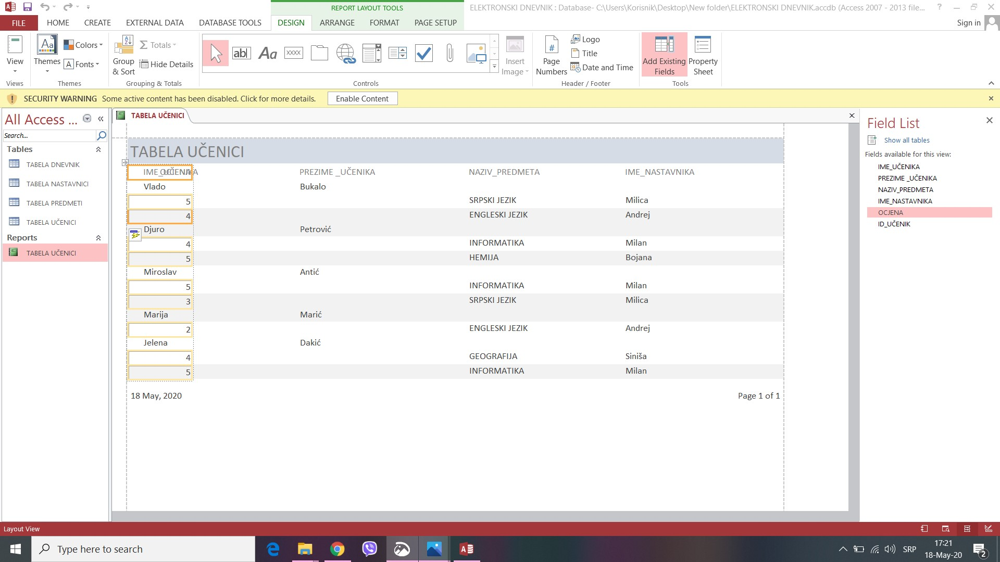 REPORT LAYOUT TOOLS
ELEKTRONSKI DNEVNIK : Database- C:\Users\Korisnik\Desktop\New folder\ELEKTRONSKI DNEVNIK.accdb (Access 2007 - 2013 file...
FILE HOME CREATE EXTERNAL DATA DATABASE TOOLS DESIGN ARRANGE FORMAT PAGE SETUP Sign in
View
Themes
Colors
Fonts
Group & Sort
Totals
Hide Details
ab|
Aa
XXXX
Insert Image
Page Numbers
Logo
Title
Date and Time
Add Existing Fields
Property Sheet
Views Themes Grouping & Totals Controls Header / Footer Tools
SECURITY WARNING Some active content has been disabled. Click for more details. Enable Content
All Access ...
Search...
Tables
TABELA DNEVNIK
TABELA NASTAVNICI
TABELA PREDMETI
TABELA UČENICI
Reports
TABELA UČENICI
TABELA UČENICI
TABELA UČENICI
PREZIME _UČENIKA NAZIV_PREDMETA IME_NASTAVNIKA
Vlado Bukalo
5 SRPSKI JEZIK Milica
4 ENGLESKI JEZIK Andrej
Djuro Petrović
4 INFORMATIKA Milan
5 HEMIJA Bojana
Miroslav Antić
5 INFORMATIKA Milan
3 SRPSKI JEZIK Milica
Marija Marić
2 ENGLESKI JEZIK Andrej
Jelena Dakić
4 GEOGRAFIJA Siniša
5 INFORMATIKA Milan
18 May, 2020 Page 1 of 1
Field List
Show all tables
Fields available for this view:
IME_UČENIKA
PREZIME _UČENIKA
NAZIV_PREDMETA
IME_NASTAVNIKA
OCJENA
ID_UČENIK
Layout View
Type here to search
SRP
17:21
18-May-20
2